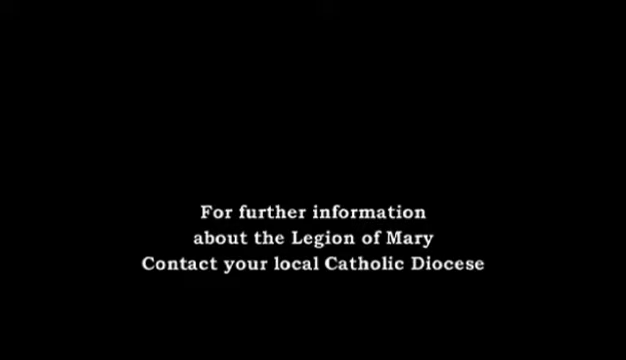 For further information
about the Legion of Mary
Contact your local Catholic Diocese